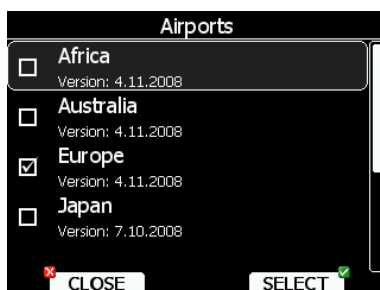 Airports
Africa
Version: 4.11.2008
Australia
Version: 4.11.2008
Europe
Version: 4.11.2008
Japan
Version: 7.10.2008
CLOSE SELECT